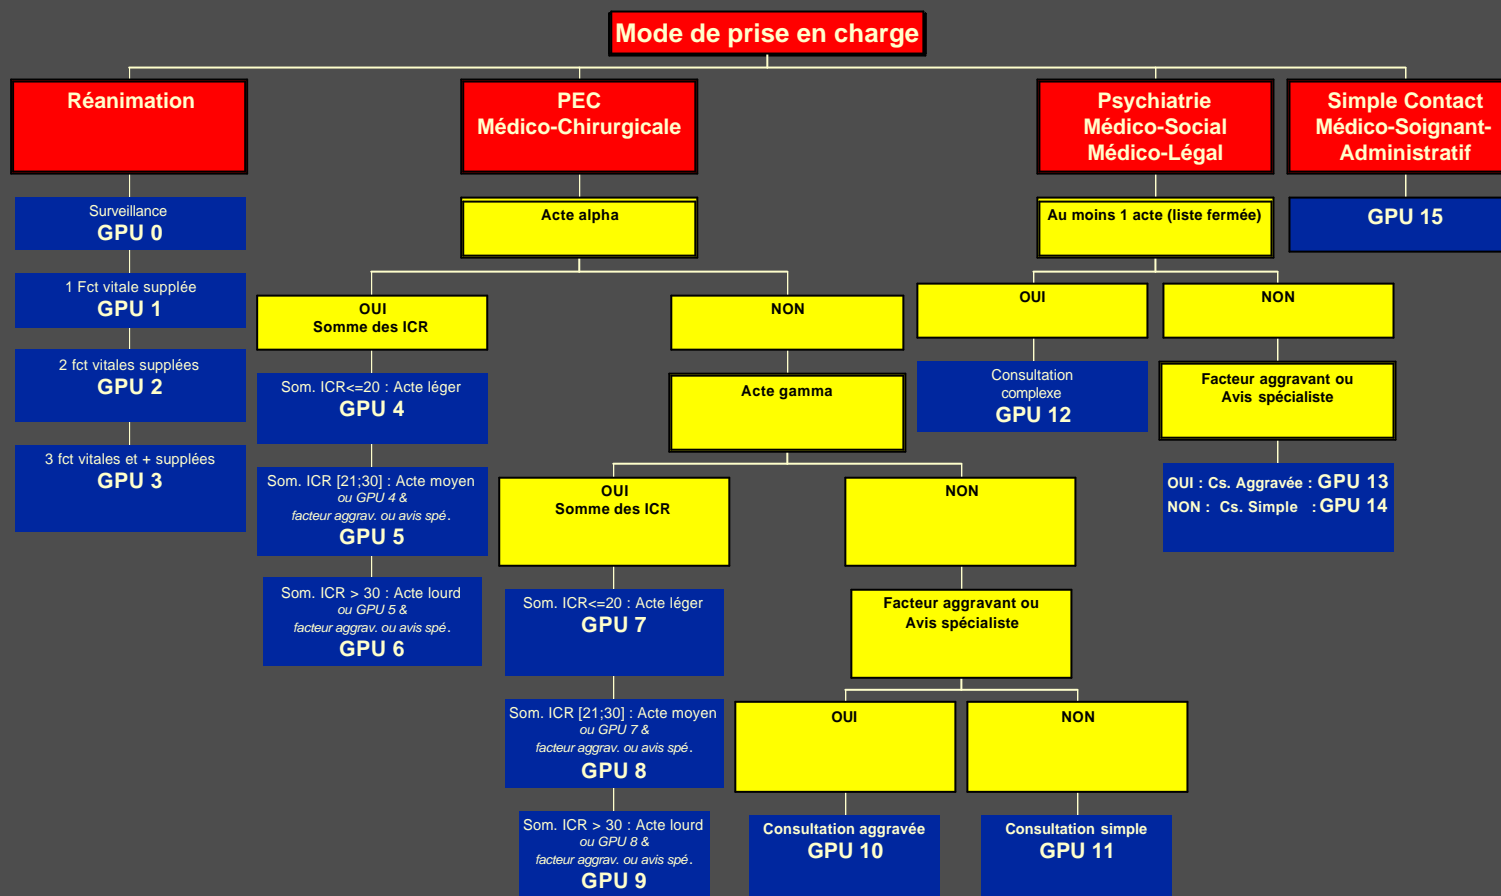 Mode de prise en charge
Réanimation
Surveillance
GPU 0
1 Fct vitale supplée
GPU 1
2 fct vitales supplées
GPU 2
3 fct vitales et + supplées
GPU 3
PEC
Médico-Chirurgicale
Acte alpha
OUI
Somme des ICR
Som. ICR<=20 : Acte léger
GPU 4
Som. ICR [21;30] : Acte moyen
ou GPU 4 &
facteur aggrav. ou avis spé.
GPU 5
Som. ICR > 30 : Acte lourd
ou GPU 5 &
facteur aggrav. ou avis spé.
GPU 6
NON
Acte gamma
OUI
Somme des ICR
Som. ICR<=20 : Acte léger
GPU 7
Som. ICR [21;30] : Acte moyen
ou GPU 7 &
facteur aggrav. ou avis spé.
GPU 8
Som. ICR > 30 : Acte lourd
ou GPU 8 &
facteur aggrav. ou avis spé.
GPU 9
NON
Facteur aggravant ou
Avis spécialiste
OUI
Consultation aggravée
GPU 10
NON
Consultation simple
GPU 11
Psychiatrie
Médico-Social
Médico-Légal
Au moins 1 acte (liste fermée)
OUI
Consultation
complexe
GPU 12
NON
Facteur aggravant ou
Avis spécialiste
OUI : Cs. Aggravée : GPU 13
NON : Cs. Simple : GPU 14
Simple Contact
Médico-Soignant-
Administratif
GPU 15